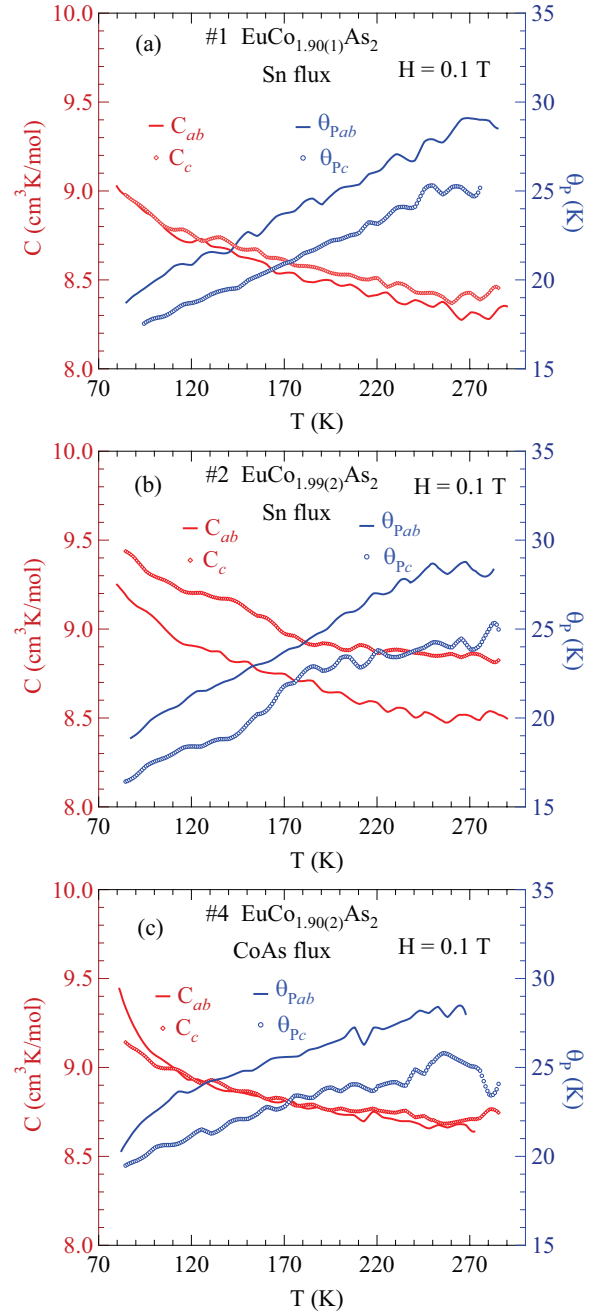 (a) #1 EuCo1.90(1)As2
Sn flux H = 0.1 T
Cab θPab
Cc θPc
C (cm3K/mol)
10.0
9.5
9.0
8.5
8.0
θP (K)
35
30
25
20
15
70 120 170 220 270
T (K)
(b) #2 EuCo1.99(2)As2 H = 0.1 T
Sn flux
Cab θPab
Cc θPc
C (cm3K/mol)
10.0
9.5
9.0
8.5
8.0
θP (K)
35
30
25
20
15
70 120 170 220 270
T (K)
(c) #4 EuCo1.90(2)As2
CoAs flux H = 0.1 T
Cab θPab
Cc θPc
C (cm3K/mol)
10.0
9.5
9.0
8.5
8.0
θP (K)
35
30
25
20
15
70 120 170 220 270
T (K)